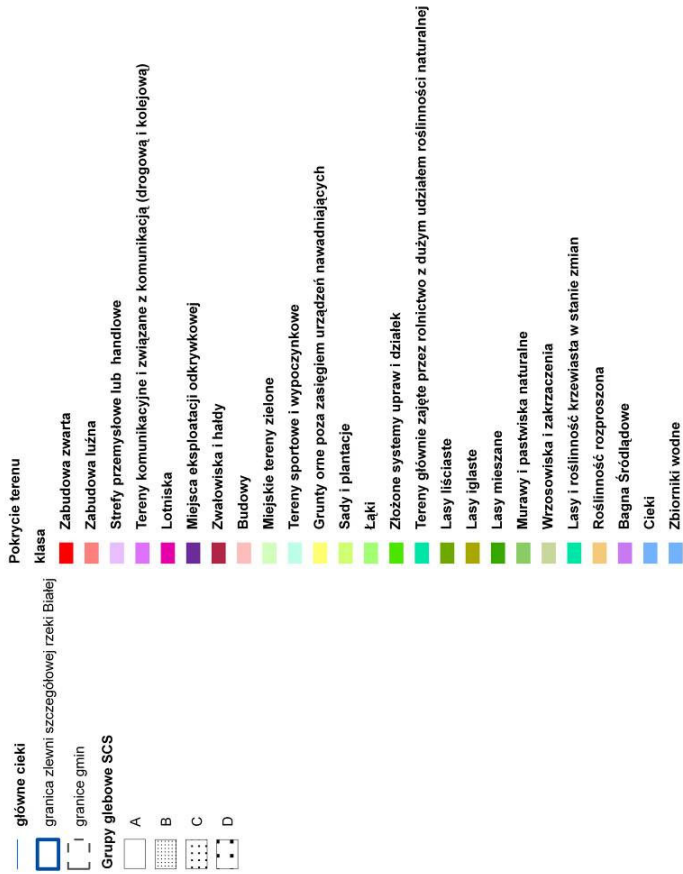 główne cieki
granica zlewni szczegółowej rzeki Białej
granice gmin
Grupy glebowe SCS
A
B
C
D
Pokrycie terenu
klasa
Zabudowa zwarta
Zabudowa luźna
Strefy przemysłowe lub handlowe
Tereny komunikacyjne i związane z komunikacją (drogową i kolejową)
Lotniska
Miejsca eksploatacji odkrywkowej
Zwałowiska i hałdy
Budowy
Miejskie tereny zielone
Tereny sportowe i wypoczynkowe
Grunty orne poza zasięgiem urządzeń nawadniających
Sady i plantacje
Łąki
Złożone systemy upraw i działek
Tereny głównie zajęte przez rolnictwo z dużym udziałem roślinności naturalnej
Lasy liściaste
Lasy iglaste
Lasy mieszane
Murawy i pastwiska naturalne
Wrzosowiska i zakrzaczenia
Lasy i roślinność krzewiasta w stanie zmian
Roślinność rozproszona
Bagna Śródlądowe
Cieki
Zbiorniki wodne